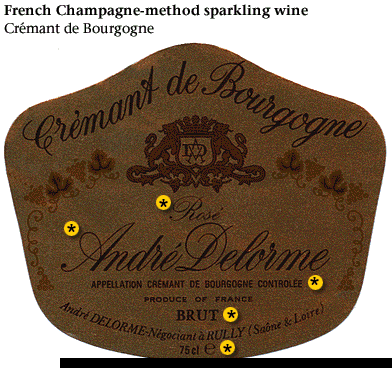 French Champagne-method sparkling wine
Crémant de Bourgogne
Crémant de Bourgogne
Rosé
André Delorme
APPELLATION CRÉMANT DE BOURGOGNE CONTROLÉE
PRODUCE OF FRANCE
BRUT
André DELORME-Négociant à RULLY (Saône & Loire)
75cl e